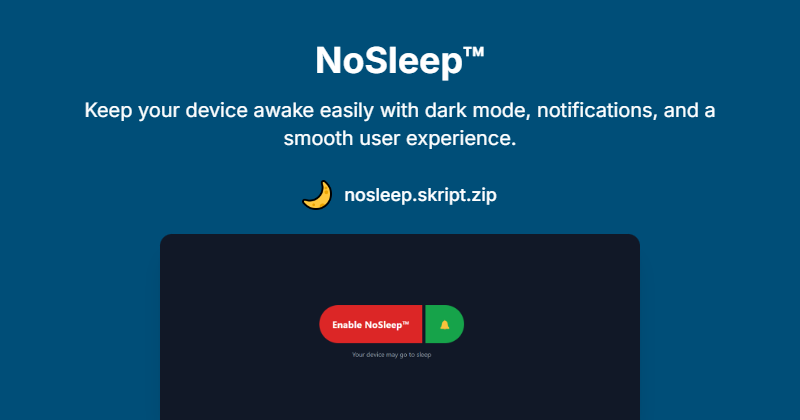 NoSleep™
Keep your device awake easily with dark mode, notifications, and a
smooth user experience.
nosleep.skript.zip
Enable NoSleep™
Your device may go to sleep